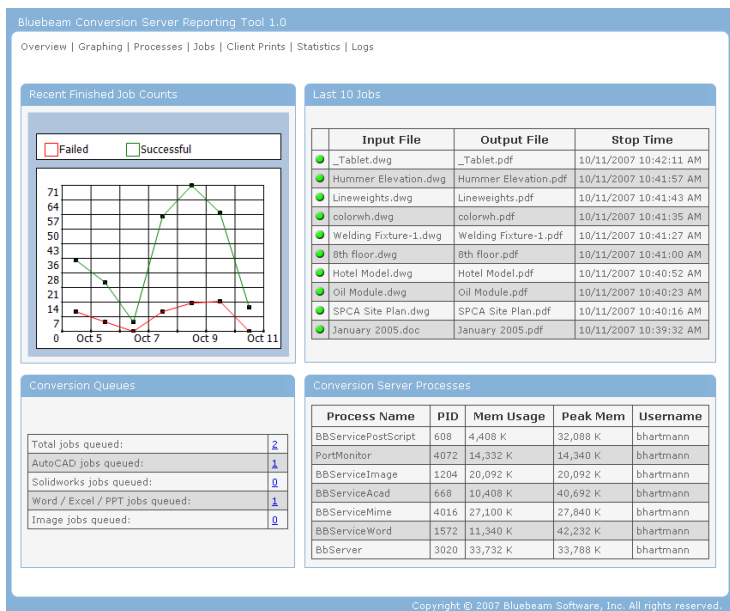 Bluebeam Conversion Server Reporting Tool 1.0
Overview | Graphing | Processes | Jobs | Client Prints | Statistics | Logs
Recent Finished Job Counts
Failed Successful
71
64
57
50
43
36
28
21
14
7
0 Oct 5 Oct 7 Oct 9 Oct 11
Last 10 Jobs
Input File Output File Stop Time
_Tablet.dwg _Tablet.pdf 10/11/2007 10:42:11 AM
Hummer Elevation.dwg Hummer Elevation.pdf 10/11/2007 10:41:57 AM
Lineweights.dwg Lineweights.pdf 10/11/2007 10:41:43 AM
colorwh.dwg colorwh.pdf 10/11/2007 10:41:35 AM
Welding Fixture-1.dwg Welding Fixture-1.pdf 10/11/2007 10:41:27 AM
8th floor.dwg 8th floor.pdf 10/11/2007 10:41:00 AM
Hotel Model.dwg Hotel Model.pdf 10/11/2007 10:40:52 AM
Oil Module.dwg Oil Module.pdf 10/11/2007 10:40:23 AM
SPCA Site Plan.dwg SPCA Site Plan.pdf 10/11/2007 10:40:16 AM
January 2005.doc January 2005.pdf 10/11/2007 10:39:32 AM
Conversion Queues
Total jobs queued: 2
AutoCAD jobs queued: 1
Solidworks jobs queued: 0
Word / Excel / PPT jobs queued: 1
Image jobs queued: 0
Conversion Server Processes
Process Name PID Mem Usage Peak Mem Username
BBServicePostScript 608 4,408 K 32,088 K bhartmann
PortMonitor 4072 14,332 K 14,340 K bhartmann
BBServiceImage 1204 20,092 K 20,092 K bhartmann
BBServiceAcad 668 10,408 K 40,692 K bhartmann
BBServiceMime 4016 27,100 K 27,840 K bhartmann
BBServiceWord 1572 11,340 K 42,232 K bhartmann
BbServer 3020 33,732 K 33,788 K bhartmann
Copyright © 2007 Bluebeam Software, Inc. All rights reserved.